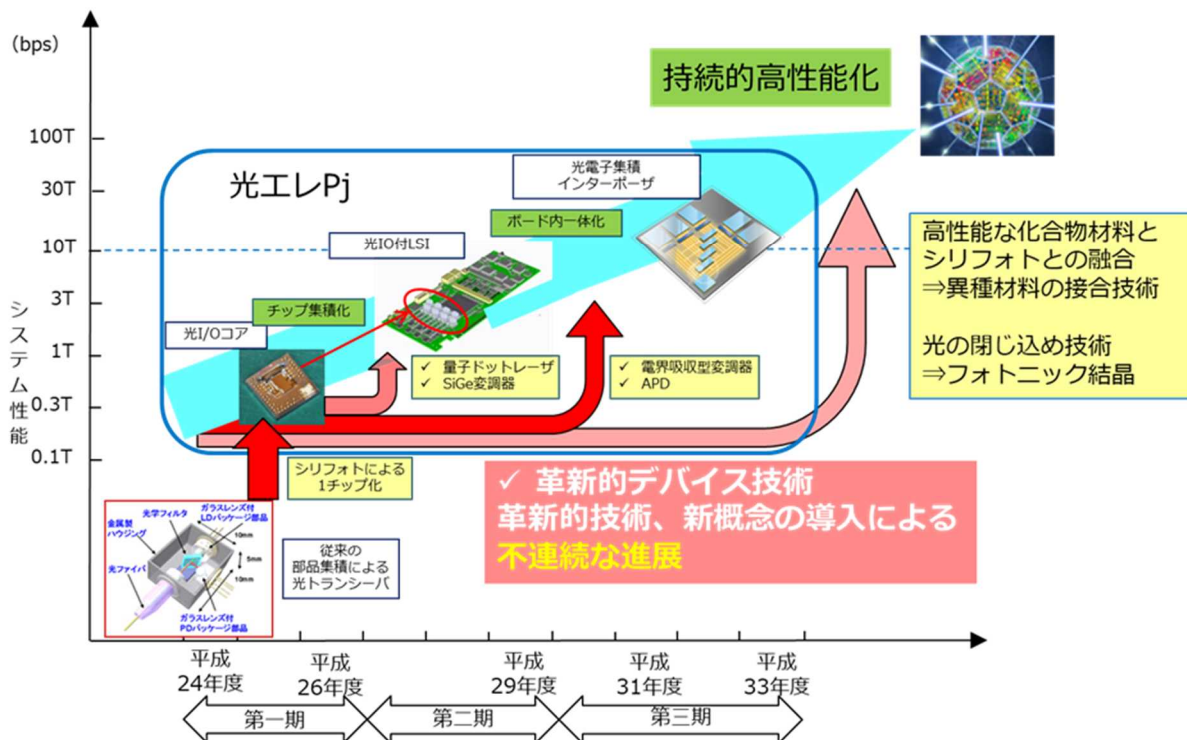 (bps)
持続的高性能化
100T
30T
10T
3T
1T
0.3T
0.1T
システム性能
光エレPj
光電子集積
インターポーザ
ボード内一体化
光IO付LSI
チップ集積化
光I/Oコア
✓ 量子ドットレーザ
✓ SiGe変調器
✓ 電界吸収型変調器
✓ APD
高性能な化合物材料と
シリフォトとの融合
⇒異種材料の接合技術
光の閉じ込め技術
⇒フォトニック結晶
シリフォトによる
1チップ化
✓ 革新的デバイス技術
革新的技術、新概念の導入による
不連続な進展
ガラスレンズ付
LDパッケージ部品
光学フィルタ
金属製
ハウジング
10mm
5mm
10mm
光ファイバ
ガラスレンズ付
PDパッケージ部品
従来の
部品集積による
光トランシーバ
平成
24年度
平成
26年度
平成
29年度
平成
31年度
平成
33年度
第一期
第二期
第三期